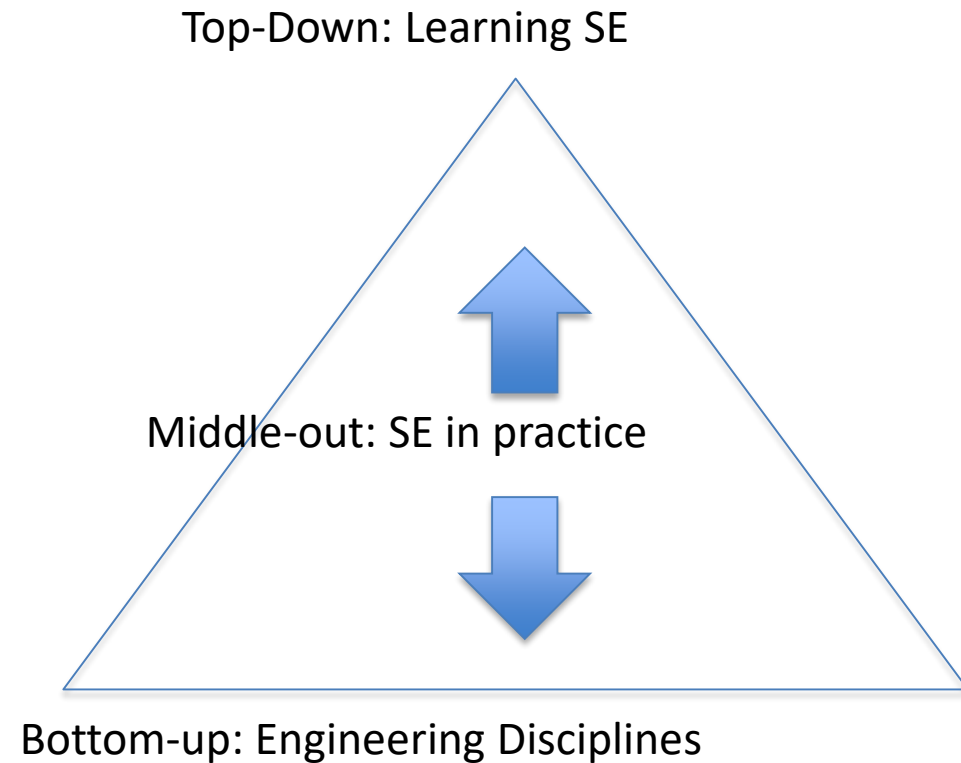 Top-Down: Learning SE
Middle-out: SE in practice
Bottom-up: Engineering Disciplines